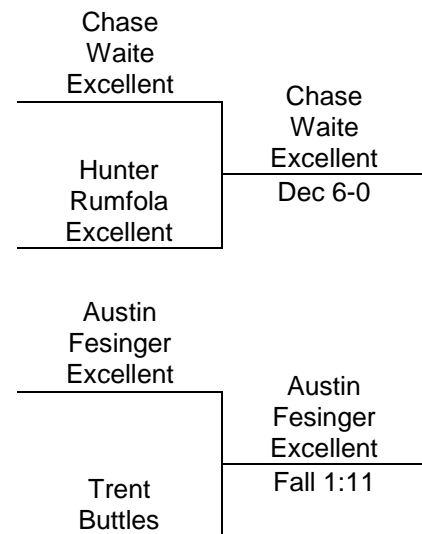 Chase
Waite
Excellent
Hunter
Rumfola
Excellent
Chase
Waite
Excellent
Dec 6-0
Austin
Fesinger
Excellent
Trent
Buttles
Austin
Fesinger
Excellent
Fall 1:11